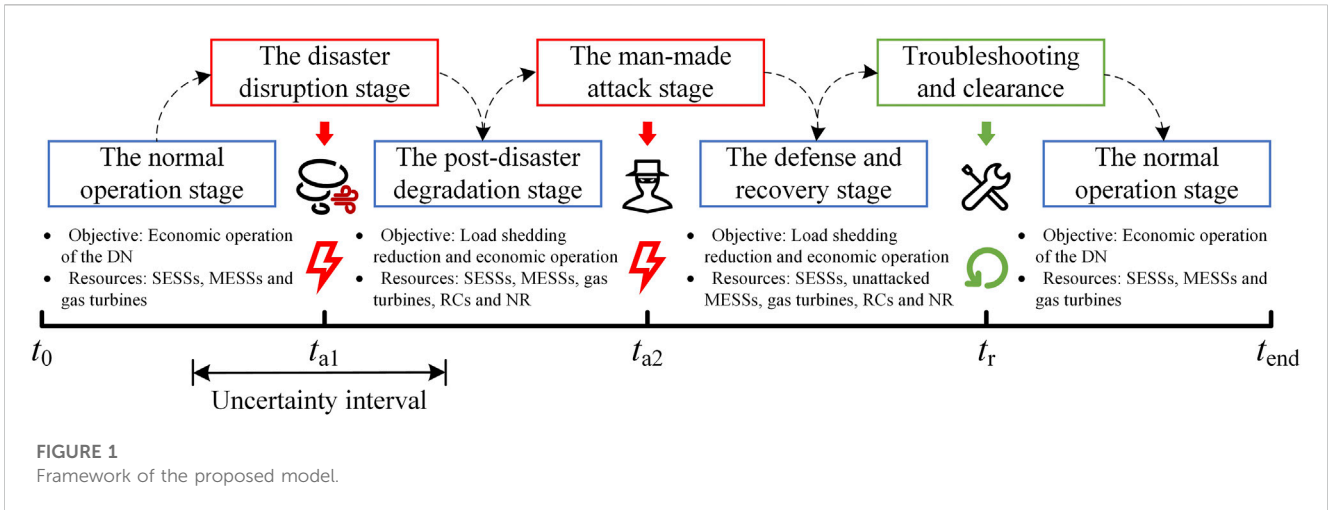 The disaster
disruption stage
The man-made
attack stage
Troubleshooting
and clearance
The normal
operation stage
The post-disaster
degradation stage
The defense and
recovery stage
The normal
operation stage
• Objective: Economic operation
of the DN
• Resources: SESSs, MESSs and
gas turbines
• Objective: Load shedding
reduction and economic operation
• Resources: SESSs, MESSs, gas
turbines, RCs and NR
• Objective: Load shedding
reduction and economic operation
• Resources: SESSs, unattacked
MESSs, gas turbines, RCs and NR
• Objective: Economic operation
of the DN
• Resources: SESSs, MESSs and
gas turbines
t0
ta1
ta2
tr
tend
Uncertainty interval
FIGURE 1
Framework of the proposed model.